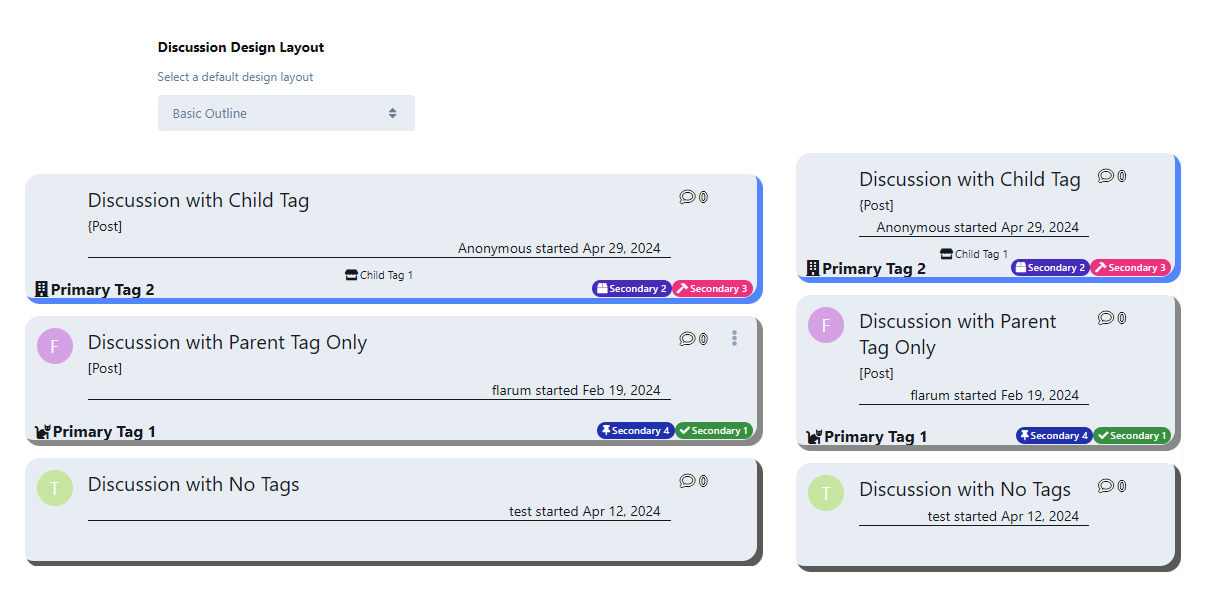 Discussion Design Layout
Select a default design layout
Basic Outline
Discussion with Child Tag
0
{Post]
Anonymous started Apr 29, 2024
Child Tag 1
Primary Tag 2
Secondary 2
Secondary 3
F
Discussion with Parent Tag Only
0
[Post]
flarum started Feb 19, 2024
Primary Tag 1
Secondary 4
Secondary 1
T
Discussion with No Tags
0
test started Apr 12, 2024
Discussion with Child Tag
0
{Post]
Anonymous started Apr 29, 2024
Child Tag 1
Primary Tag 2
Secondary 2
Secondary 3
F
Discussion with Parent
Tag Only
0
[Post]
flarum started Feb 19, 2024
Primary Tag 1
Secondary 4
Secondary 1
T
Discussion with No Tags
0
test started Apr 12, 2024